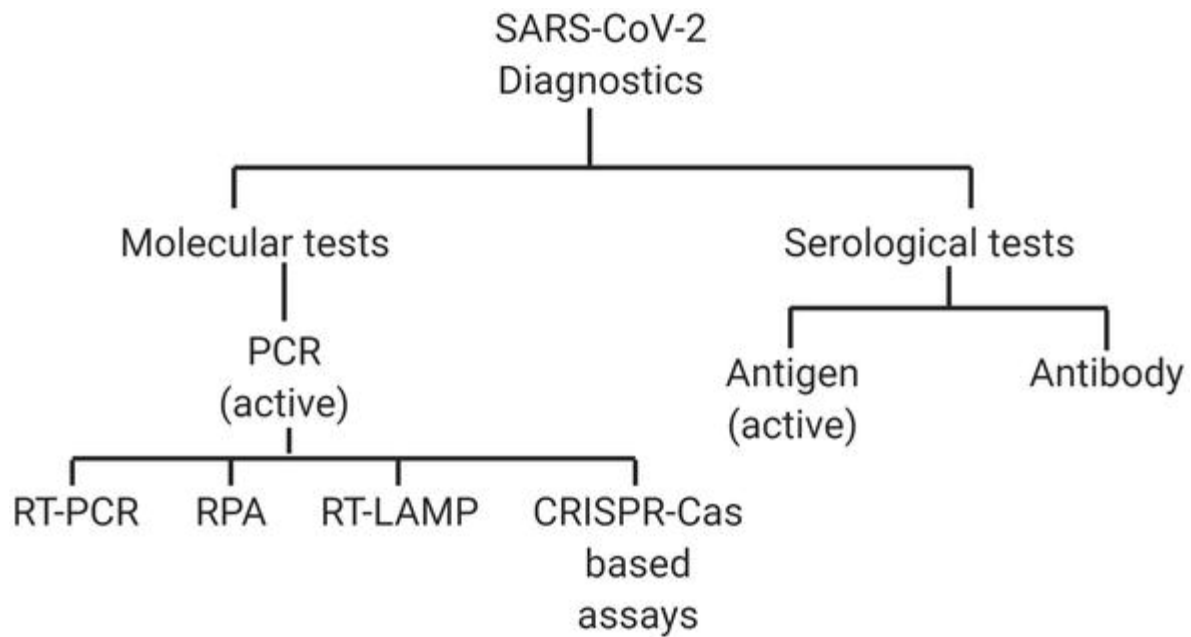 SARS-CoV-2
Diagnostics
Molecular tests
Serological tests
PCR
(active)
Antigen
(active)
Antibody
RT-PCR
RPA
RT-LAMP
CRISPR-Cas
based
assays